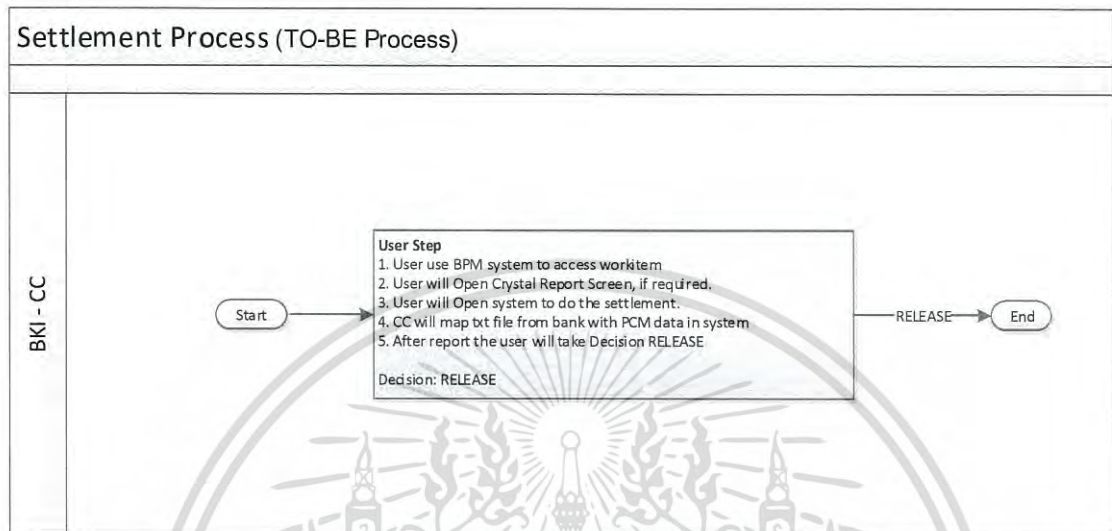 Settlement Process (TO-BE Process)
BKI - CC
Start
User Step
1. User use BPM system to access workitem
2. User will Open Crystal Report Screen, if required.
3. User will Open system to do the settlement.
4. CC will map txt file from bank with PCM data in system
5. After report the user will take Decision RELEASE
Decision: RELEASE
RELEASE
End